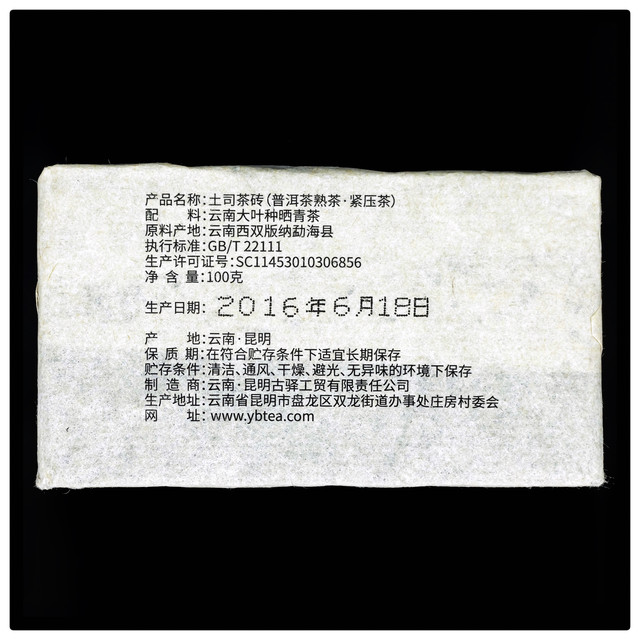 产品名称:土司茶砖(普洱茶熟茶·紧压茶)
配 料:云南大叶种晒青茶
原料产地:云南西双版纳勐海县
执行标准:GB/T 22111
生产许可证号:SC11453010306856
净 含 量:100克
生产日期: 2016年6月18日
产 地:云南·昆明
保 质 期:在符合贮存条件下适宜长期保存
贮存条件:清洁、通风、干燥、避光、无异味的环境下保存
制 造 商:云南·昆明古驿工贸有限责任公司
生产地址:云南省昆明市盘龙区双龙街道办事处庄房村委会
网 址:www.ybtea.com